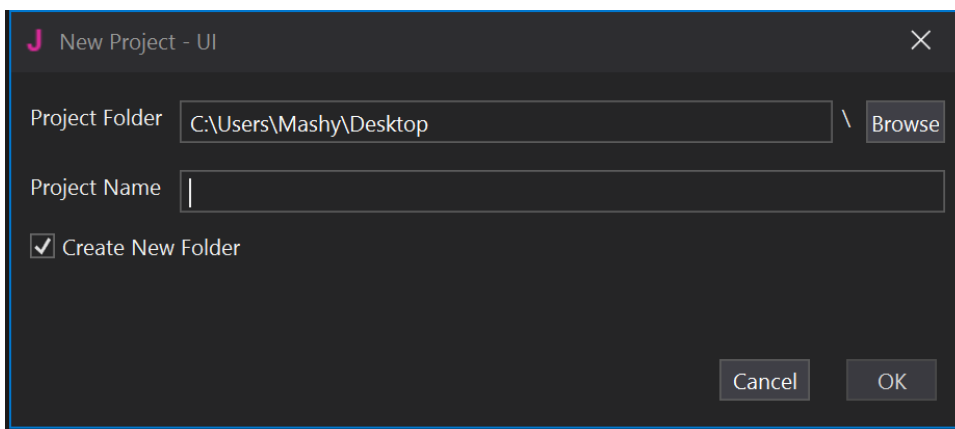 J New Project - UI
Project Folder C:\Users\Mashy\Desktop \ Browse
Project Name
Create New Folder
Cancel OK